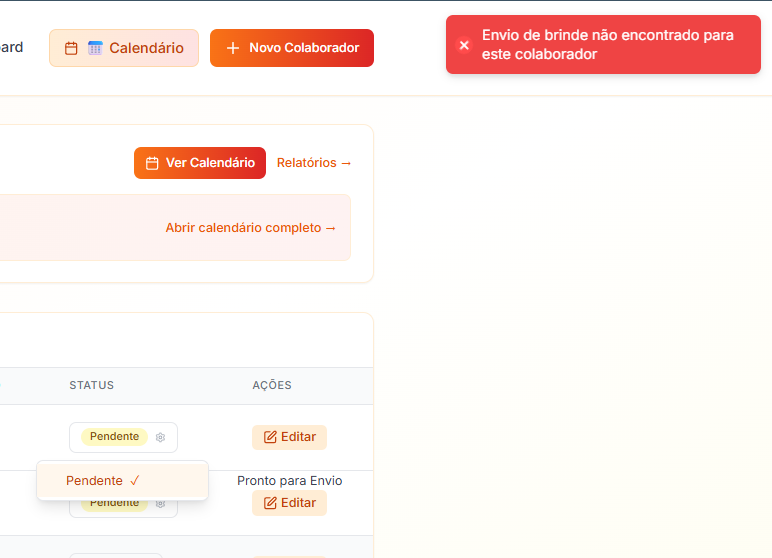 ard
Calendário
Novo Colaborador
Envio de brinde não encontrado para
este colaborador
Ver Calendário
Relatórios →
Abrir calendário completo →
STATUS
AÇÕES
Pendente
Editar
Pendente ✓
Pronto para Envio
Pendente
Editar